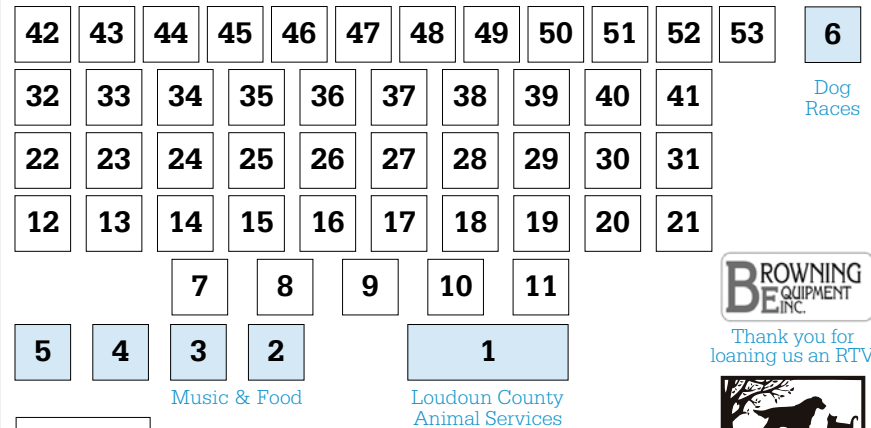 42 43 44 45 46 47 48 49 50 51 52 53 6
Dog
Races
32 33 34 35 36 37 38 39 40 41
22 23 24 25 26 27 28 29 30 31
12 13 14 15 16 17 18 19 20 21
7 8 9 10 11
BROWNING
EQUIPMENT
INC.
Thank you for
loaning us an RTV
5 4 3 2 1
Music & Food
Loudoun County
Animal Services